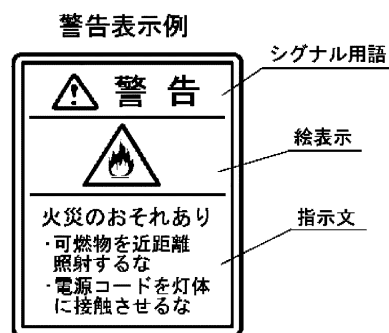 警告表示例
シグナル用語
警告
絵表示
火災のおそれあり
指示文
・可燃物を近距離
照射するな
・電源コードを灯体
に接触させるな